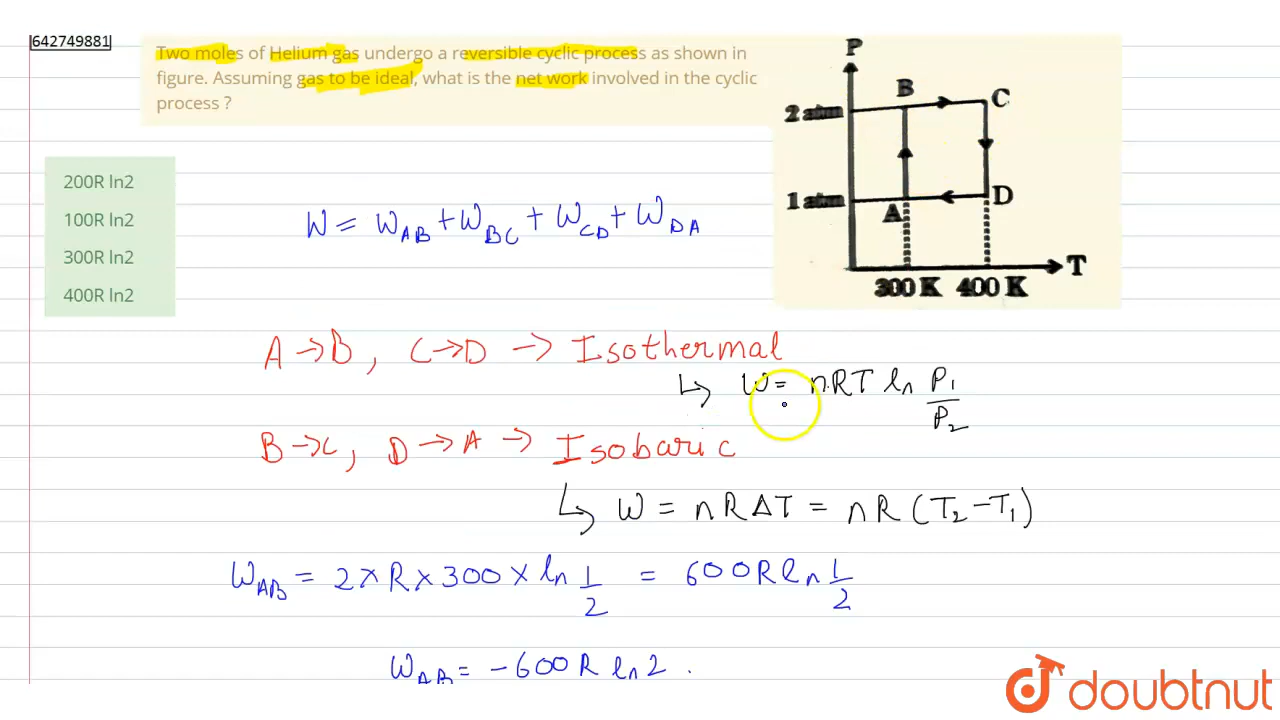 642749881
Two moles of Helium gas undergo a reversible cyclic process as shown in
figure. Assuming gas to be ideal, what is the net work involved in the cyclic
process ?
P
B
C
2 atm
1 atm
A
D
T
300 K 400 K
200R ln2
100R ln2
300R ln2
400R ln2
W = W_AB + W_BC + W_CD + W_DA
A → B , C → D → Isothermal
↳ W = nRT ln P1/P2
B → C, D → A → Isobaric
↳ W = nRΔT = nR (T2 - T1)
W_AB = 2 × R × 300 × ln 1/2 = 600R ln 1/2
W_AB = - 600 R ln 2 .
doubtnut